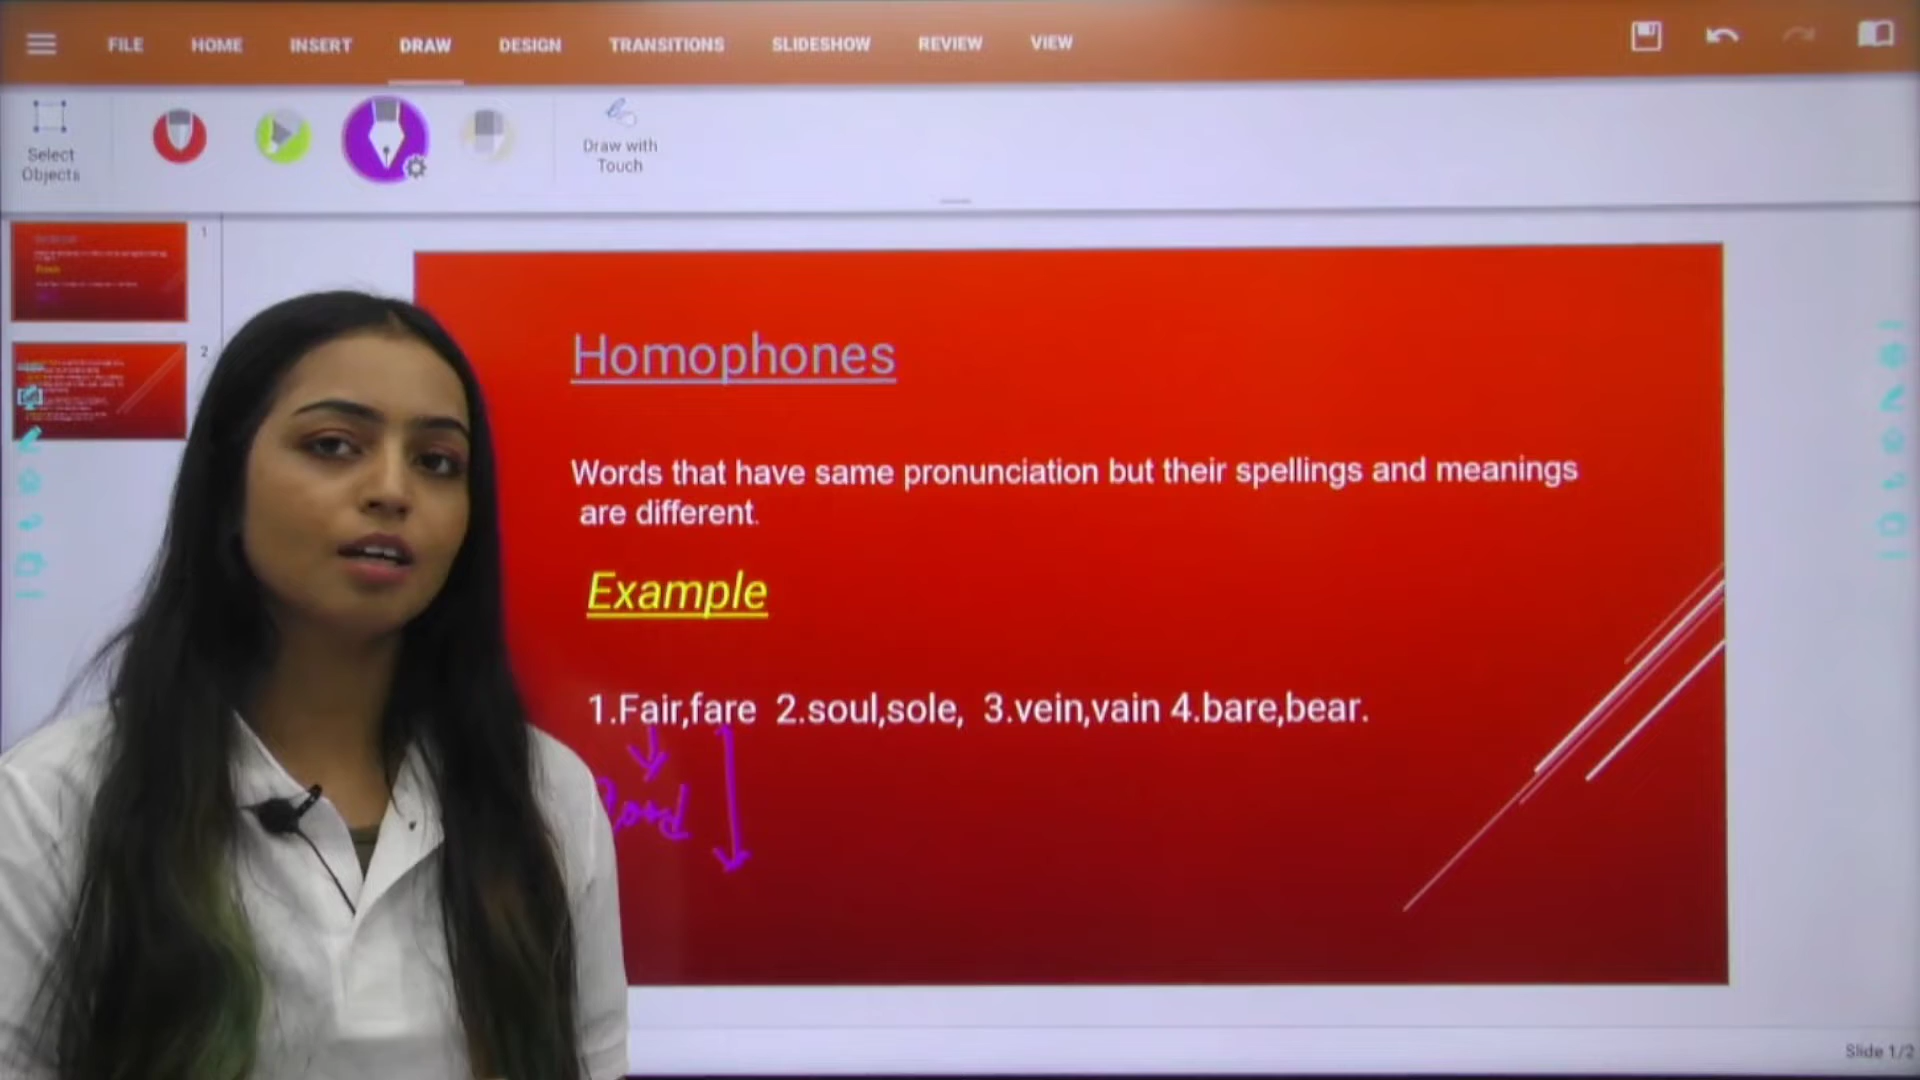 FILE HOME INSERT DRAW DESIGN TRANSITIONS SLIDESHOW REVIEW VIEW
Select
Objects
Draw with
Touch
1
2
Homophones
Words that have same pronunciation but their spellings and meanings
are different.
Example
1.Fair,fare 2.soul,sole, 3.vein,vain 4.bare,bear.
Slide 1/2